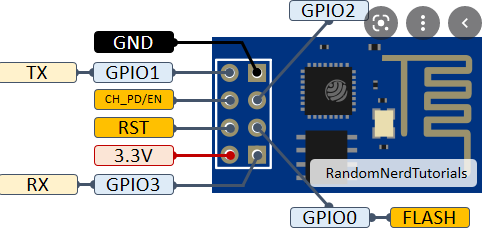 GPIO2
GND
TX GPIO1
CH_PD/EN
RST
3.3V
RandomNerdTutorials
RX GPIO3
GPIO0 FLASH